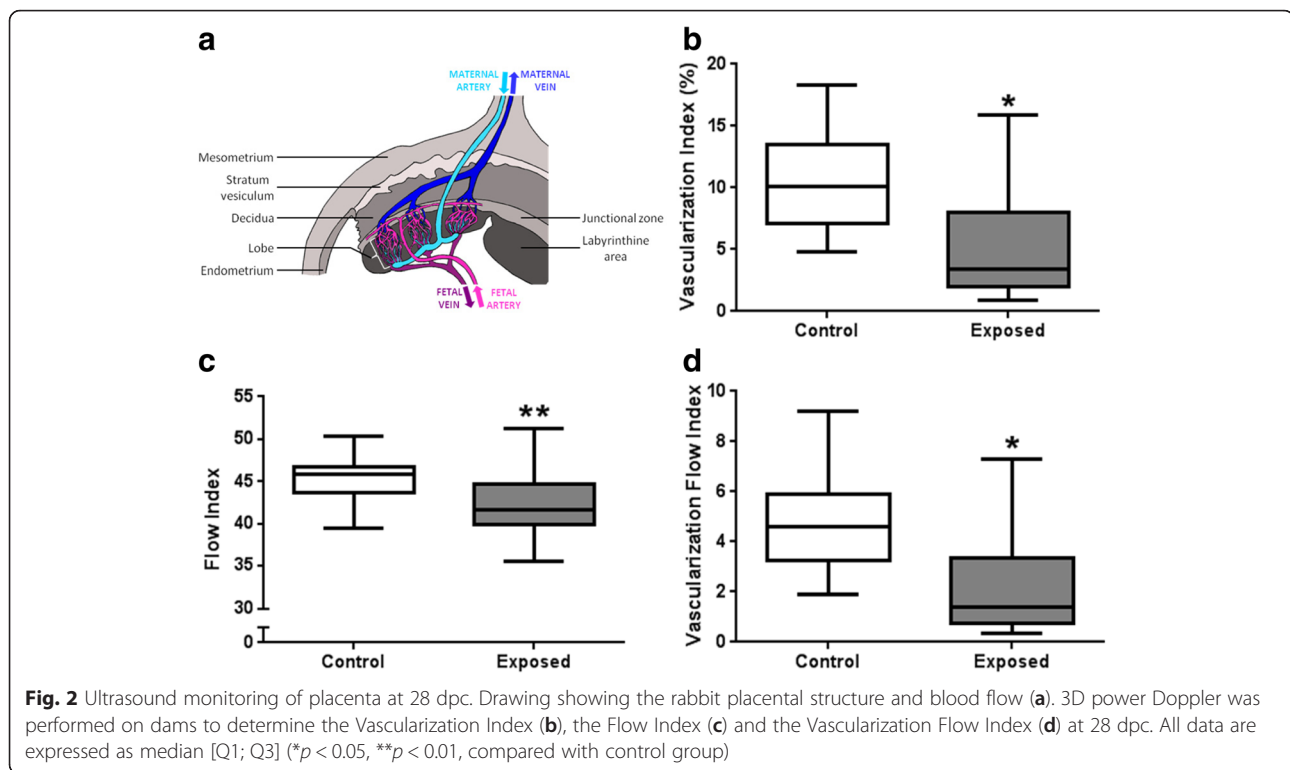 a
MATERNAL ARTERY
MATERNAL VEIN
Mesometrium
Stratum vesiculum
Decidua
Lobe
Endometrium
Junctional zone
Labyrinthine area
FETAL VEIN
FETAL ARTERY
b
Vascularization Index (%)
20
15
10
5
0
*
Control
Exposed
c
Flow Index
55
50
45
40
35
30
0
**
Control
Exposed
d
Vascularization Flow Index
10
8
6
4
2
0
*
Control
Exposed
Fig. 2 Ultrasound monitoring of placenta at 28 dpc. Drawing showing the rabbit placental structure and blood flow (a). 3D power Doppler was
performed on dams to determine the Vascularization Index (b), the Flow Index (c) and the Vascularization Flow Index (d) at 28 dpc. All data are
expressed as median [Q1; Q3] (*p < 0.05, **p < 0.01, compared with control group)